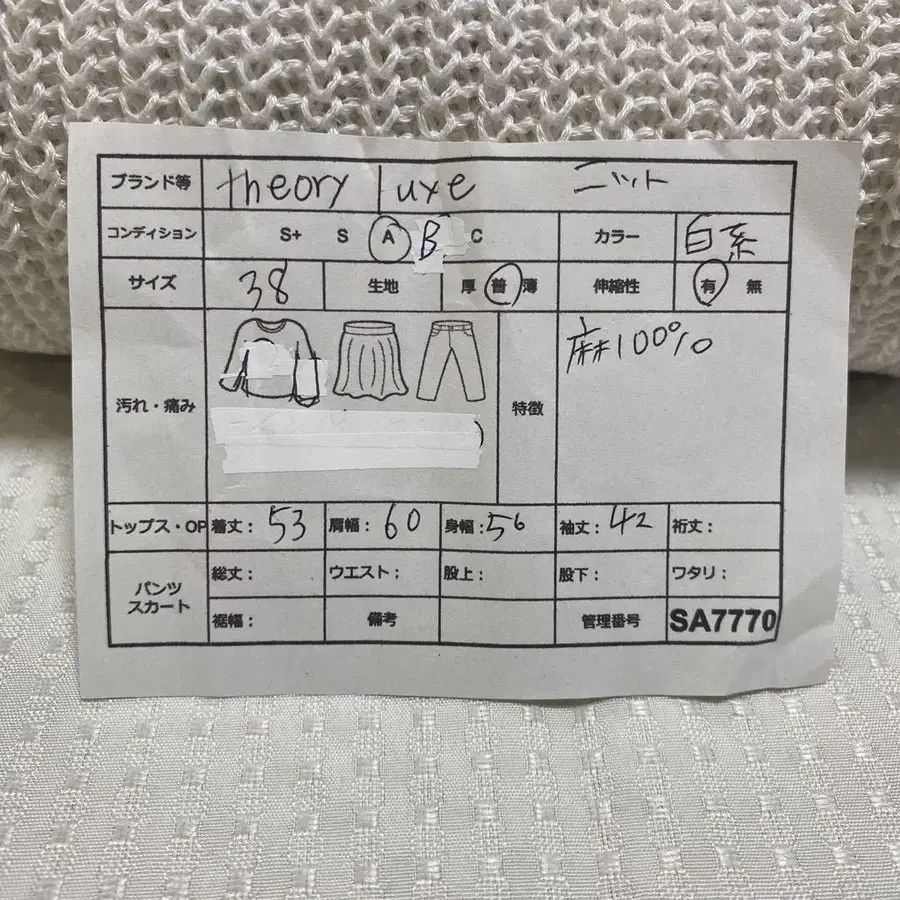 ブランド等 theory luxe ニット
コンディション S+ S A B C カラー 白系
サイズ 38 生地 厚 普 薄 伸縮性 有 無
汚れ・痛み 特徴 麻100%
トップス・OP 着丈: 53 肩幅: 60 身幅: 56 袖丈: 42 裄丈:
パンツ スカート 総丈: ウエスト: 股上: 股下: ワタリ:
裾幅: 備考 管理番号 SA7770